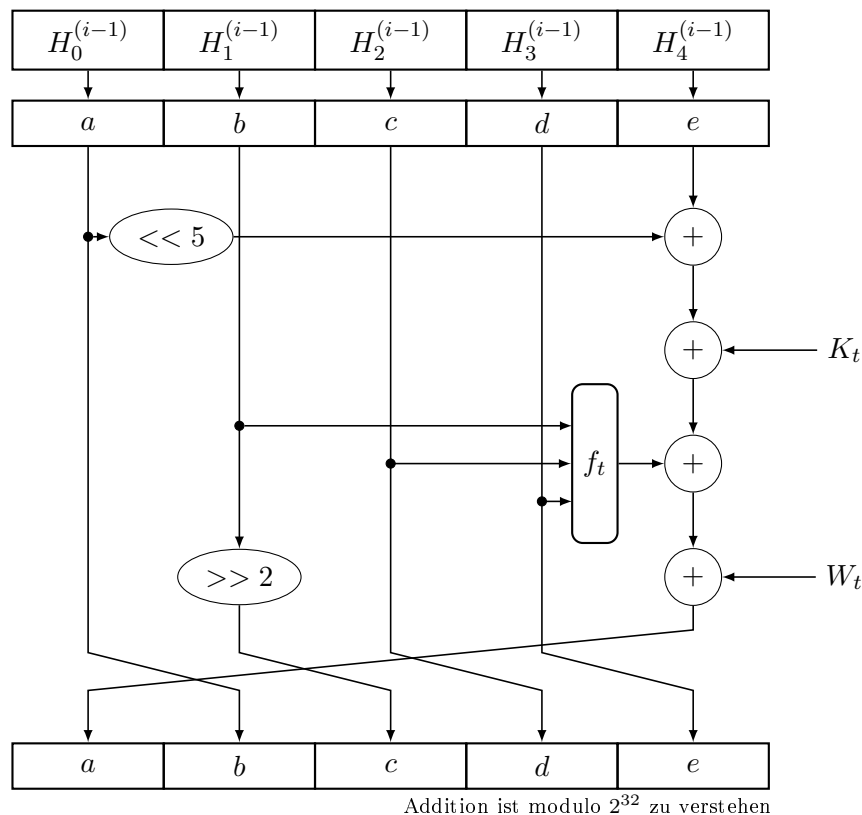 H_0^{(i-1)} H_1^{(i-1)} H_2^{(i-1)} H_3^{(i-1)} H_4^{(i-1)}
a b c d e
<< 5 +
+ K_t
f_t +
>> 2 + W_t
a b c d e
Addition ist modulo 2^{32} zu verstehen